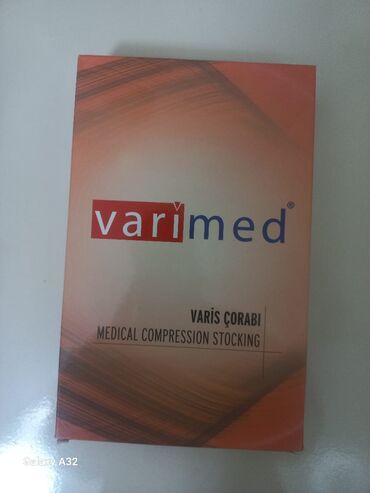 varimed®
VARİS ÇORABI
MEDICAL COMPRESSION STOCKING
Galaxy A32